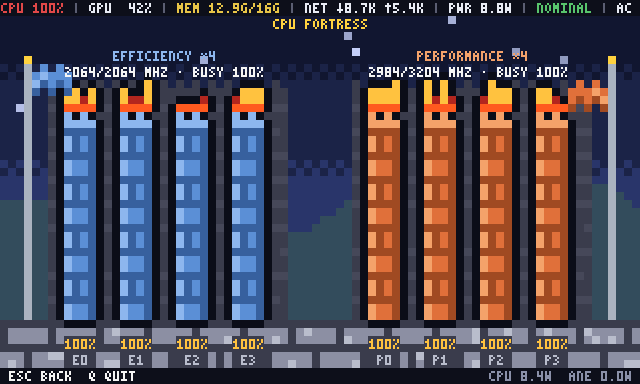 CPU 100% | GPU 42% | MEM 12.9G/16G | NET ↓8.7K ↑5.4K | PWR 8.8W | NOMINAL | AC
CPU FORTRESS
EFFICIENCY ×4
2064/2064 MHZ · BUSY 100%
PERFORMANCE ×4
2984/3204 MHZ · BUSY 100%
100% 100% 100% 100% 100% 100% 100% 100%
E0 E1 E2 E3 P0 P1 P2 P3
ESC BACK Q QUIT CPU 8.4W ANE 0.0W